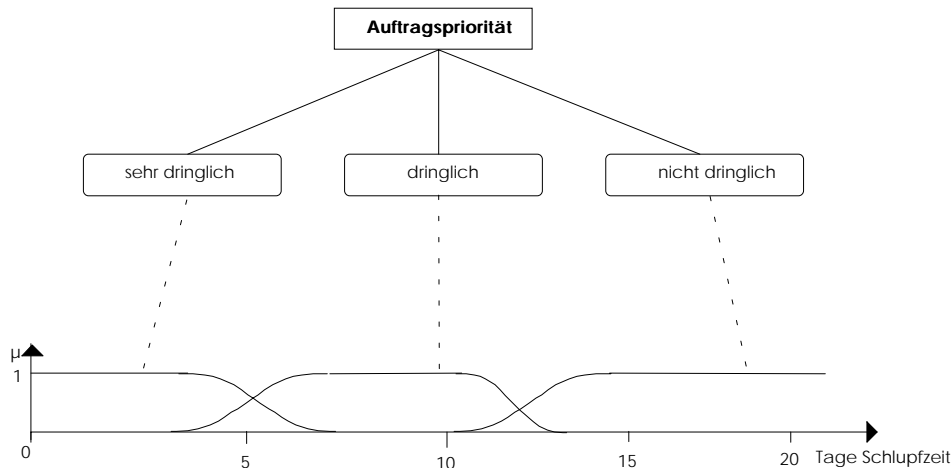 Auftragspriorität
sehr dringlich
dringlich
nicht dringlich
µ
1
0
5
10
15
20
Tage Schlupfzeit